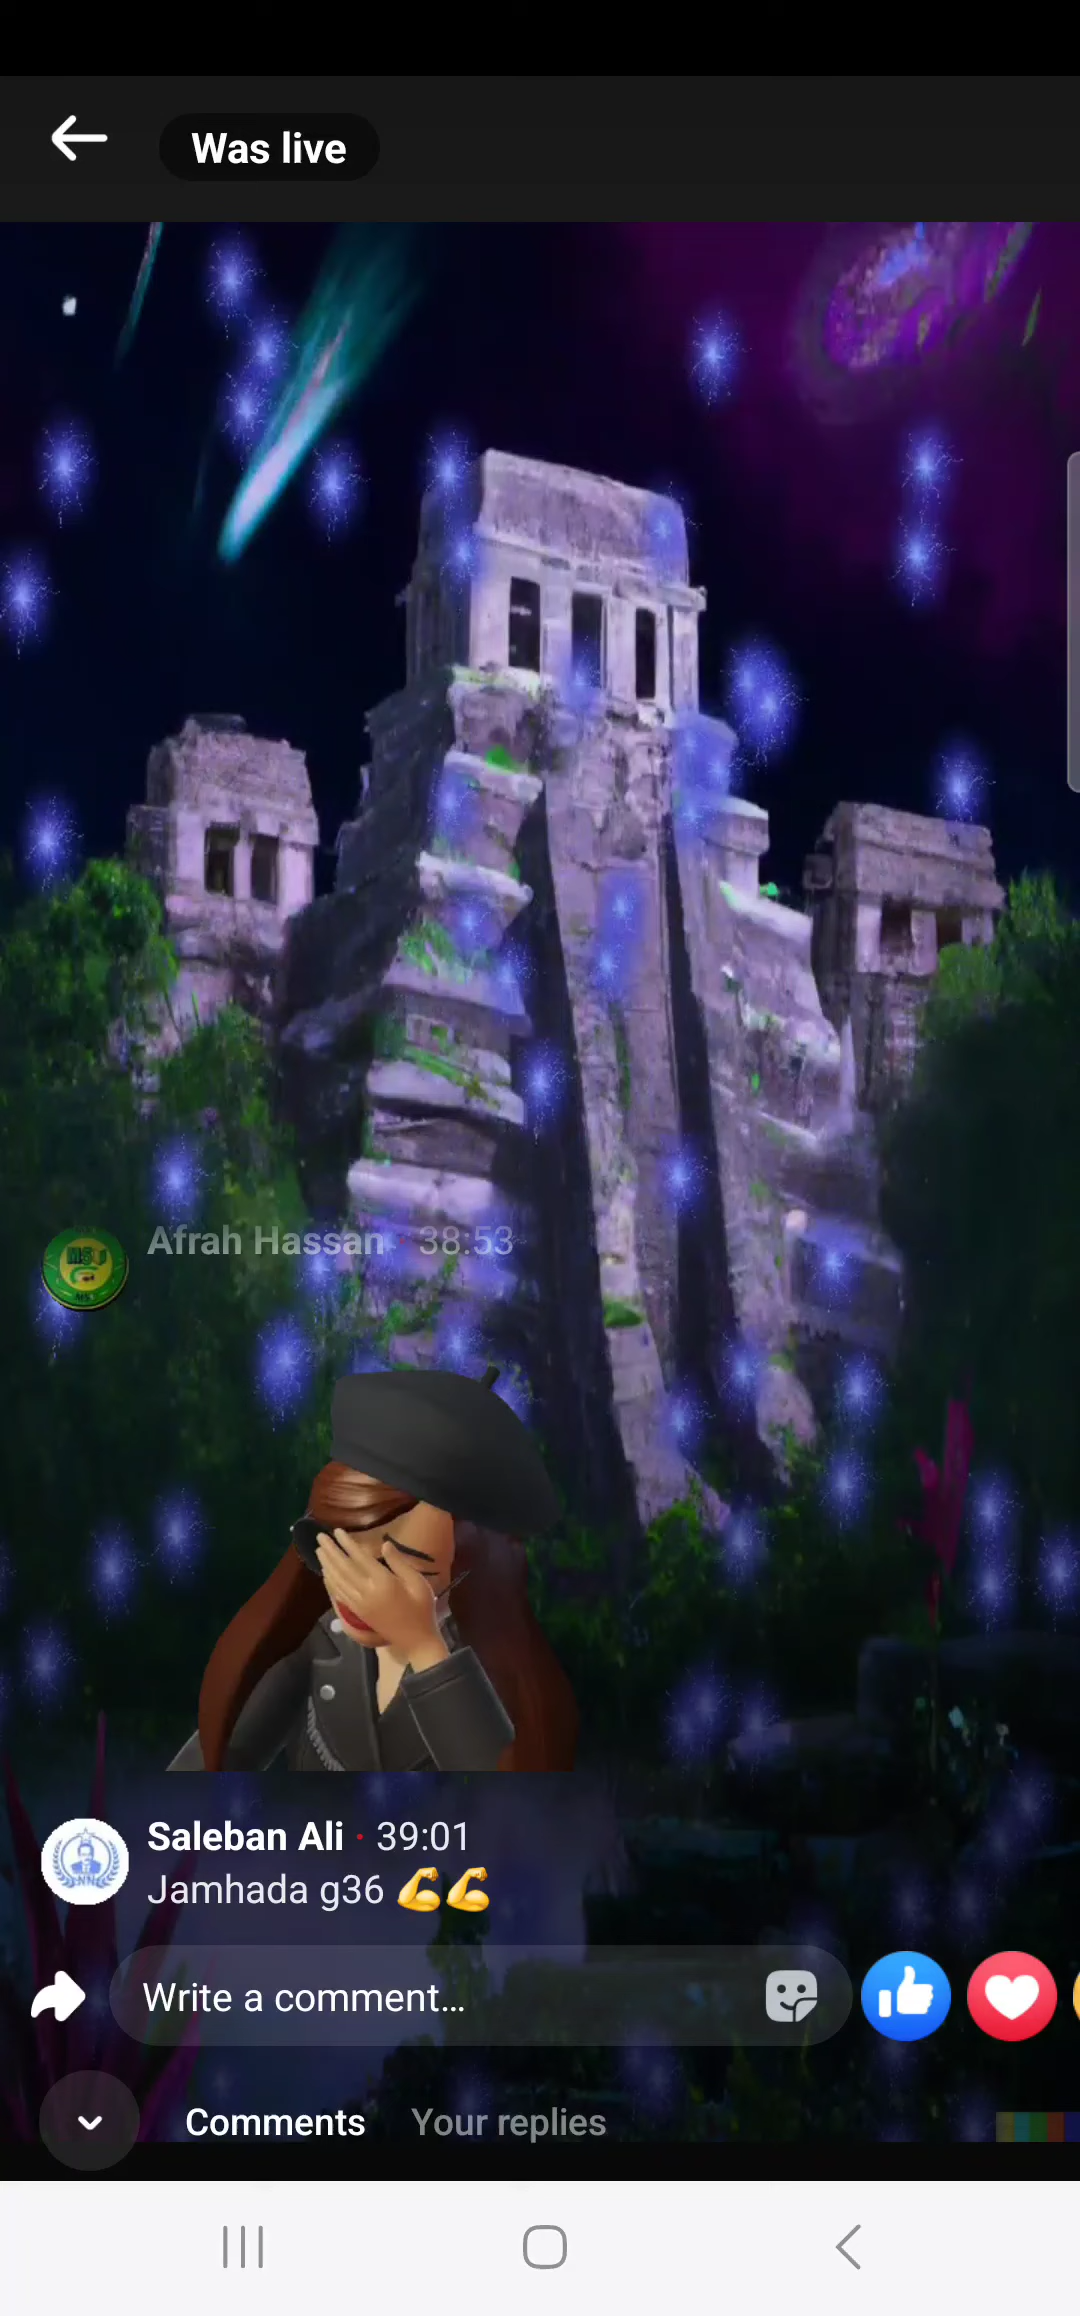 Was live
Afrah Hassan · 38:53
Saleban Ali · 39:01
Jamhada g36 💪💪
Write a comment...
Comments Your replies